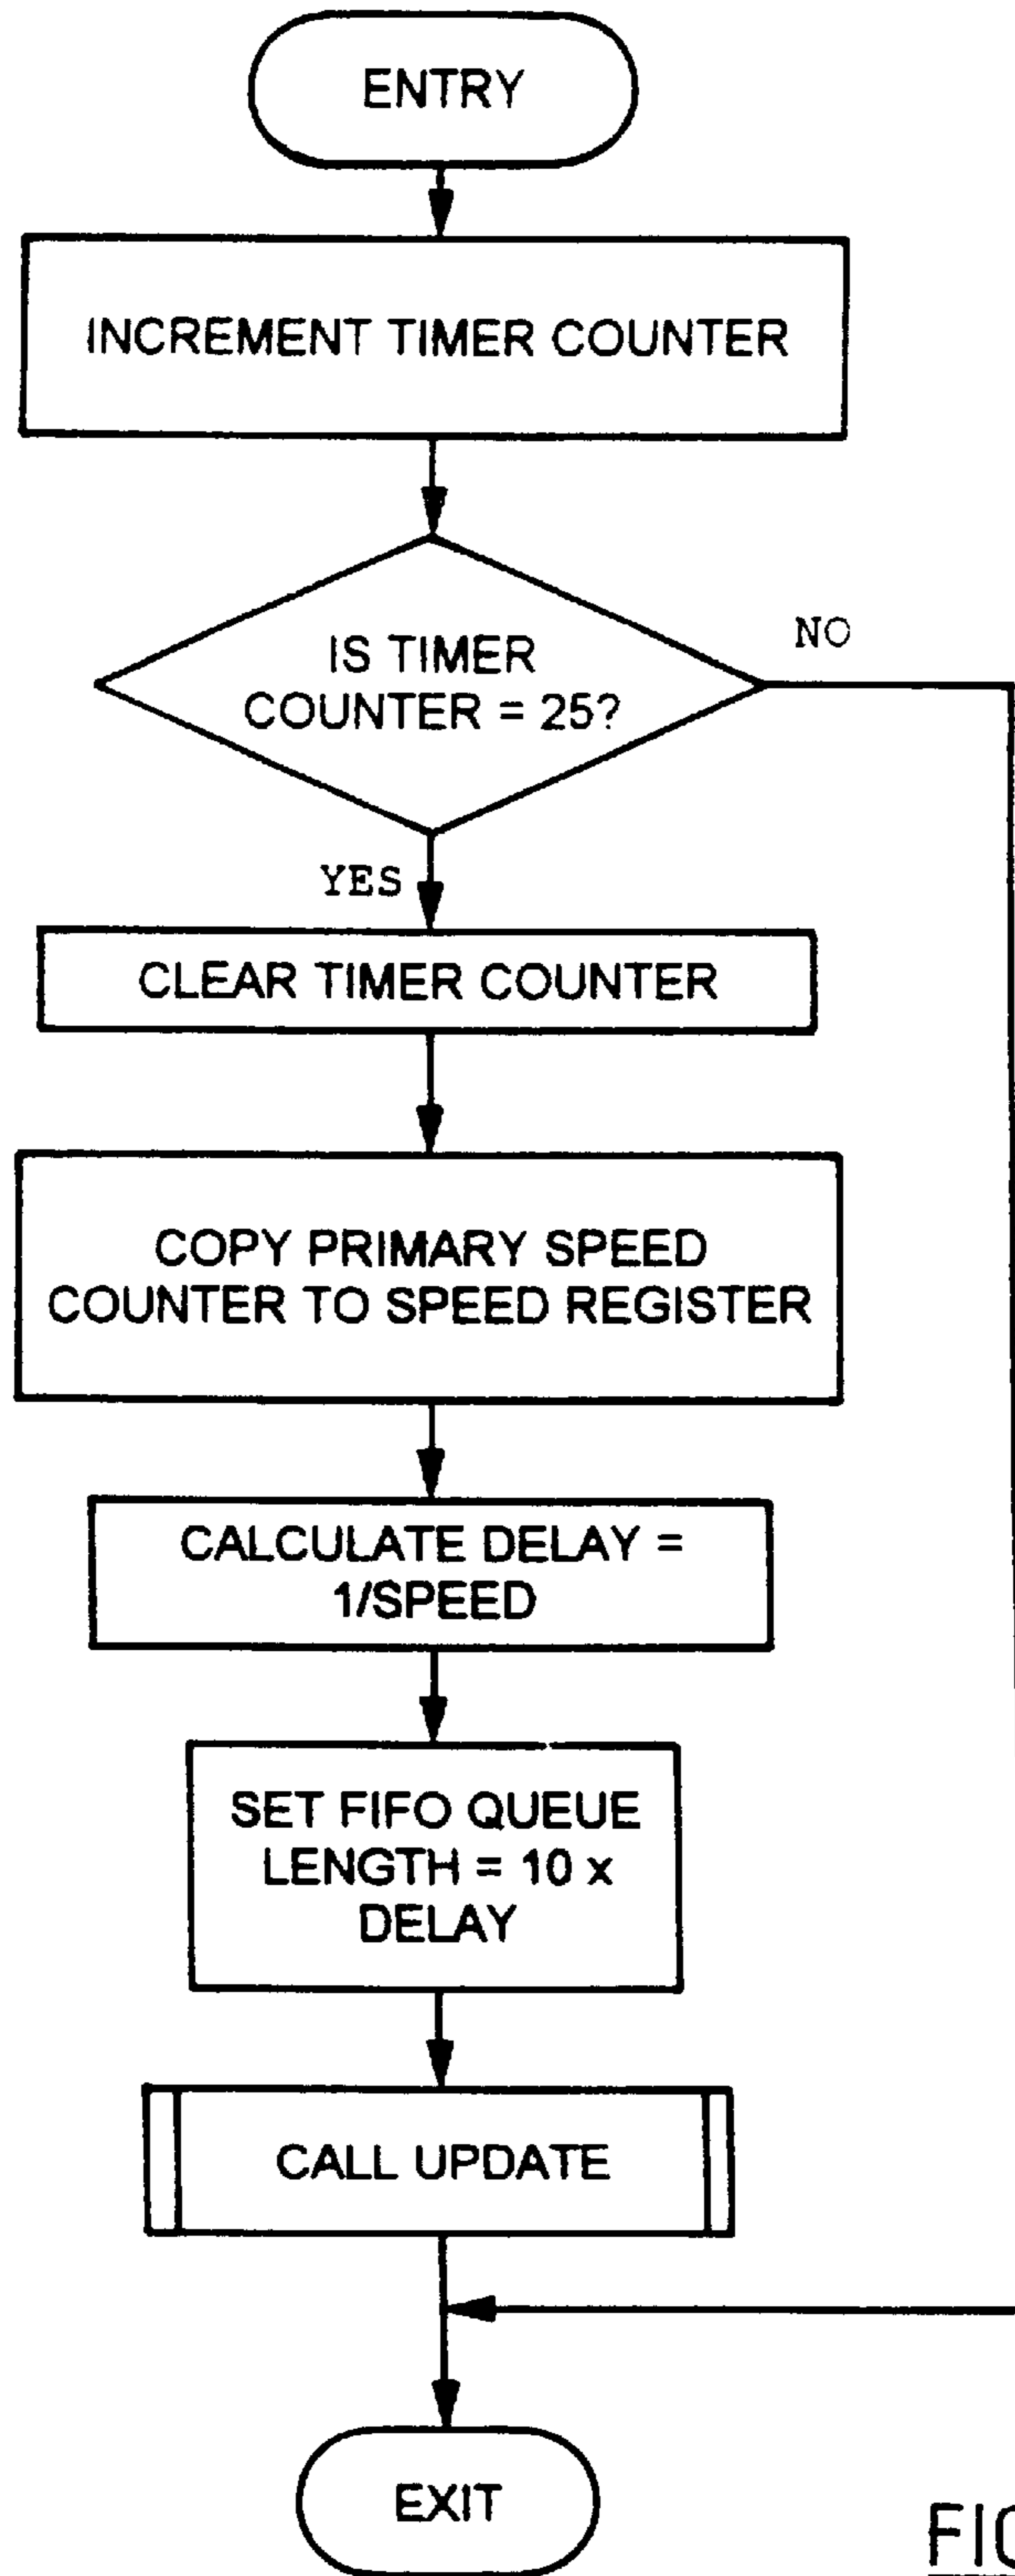 ENTRY
INCREMENT TIMER COUNTER
IS TIMER
COUNTER = 25?
NO
YES
CLEAR TIMER COUNTER
COPY PRIMARY SPEED
COUNTER TO SPEED REGISTER
CALCULATE DELAY =
1/SPEED
SET FIFO QUEUE
LENGTH = 10 x
DELAY
CALL UPDATE
EXIT